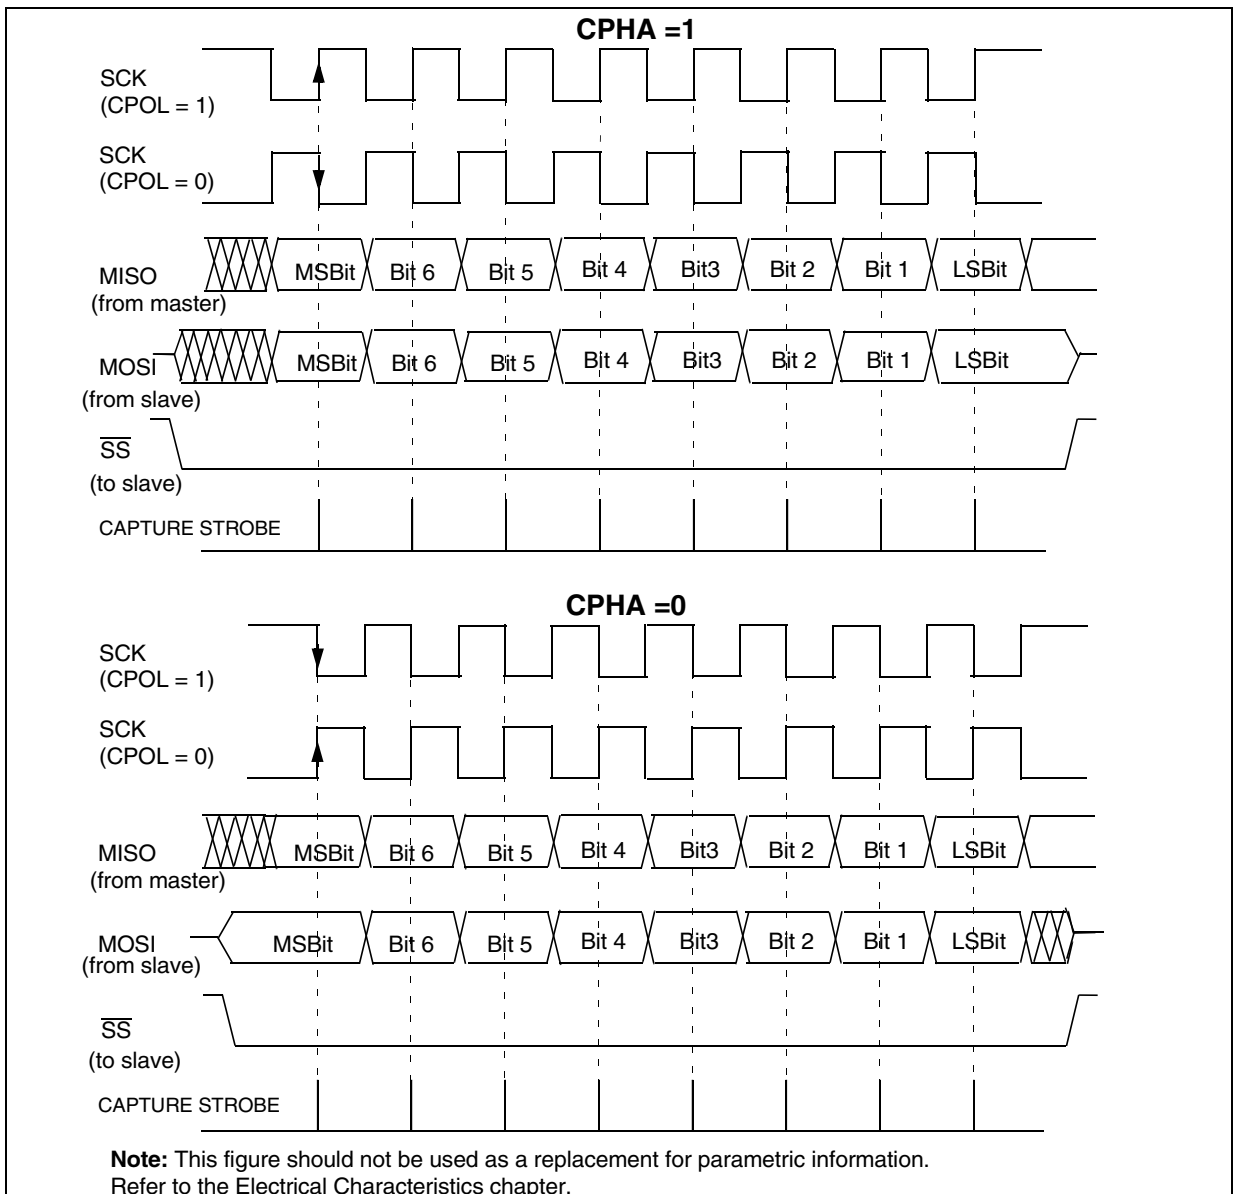 CPHA =1
SCK
(CPOL = 1)
SCK
(CPOL = 0)
MISO
(from master)
MSBit Bit 6 Bit 5 Bit 4 Bit3 Bit 2 Bit 1 LSBit
MOSI
(from slave)
MSBit Bit 6 Bit 5 Bit 4 Bit3 Bit 2 Bit 1 LSBit
SS
(to slave)
CAPTURE STROBE
CPHA =0
SCK
(CPOL = 1)
SCK
(CPOL = 0)
MISO
(from master)
MSBit Bit 6 Bit 5 Bit 4 Bit3 Bit 2 Bit 1 LSBit
MOSI
(from slave)
MSBit Bit 6 Bit 5 Bit 4 Bit3 Bit 2 Bit 1 LSBit
SS
(to slave)
CAPTURE STROBE
Note: This figure should not be used as a replacement for parametric information.
Refer to the Electrical Characteristics chapter.